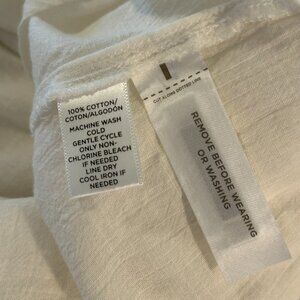 100% COTTON/
COTON/ALGODÓN
MACHINE WASH
COLD
GENTLE CYCLE
ONLY NON-
CHLORINE BLEACH
IF NEEDED
LINE DRY
COOL IRON IF
NEEDED
CUT ALONG DOTTED LINE
REMOVE BEFORE WEARING
OR WASHING